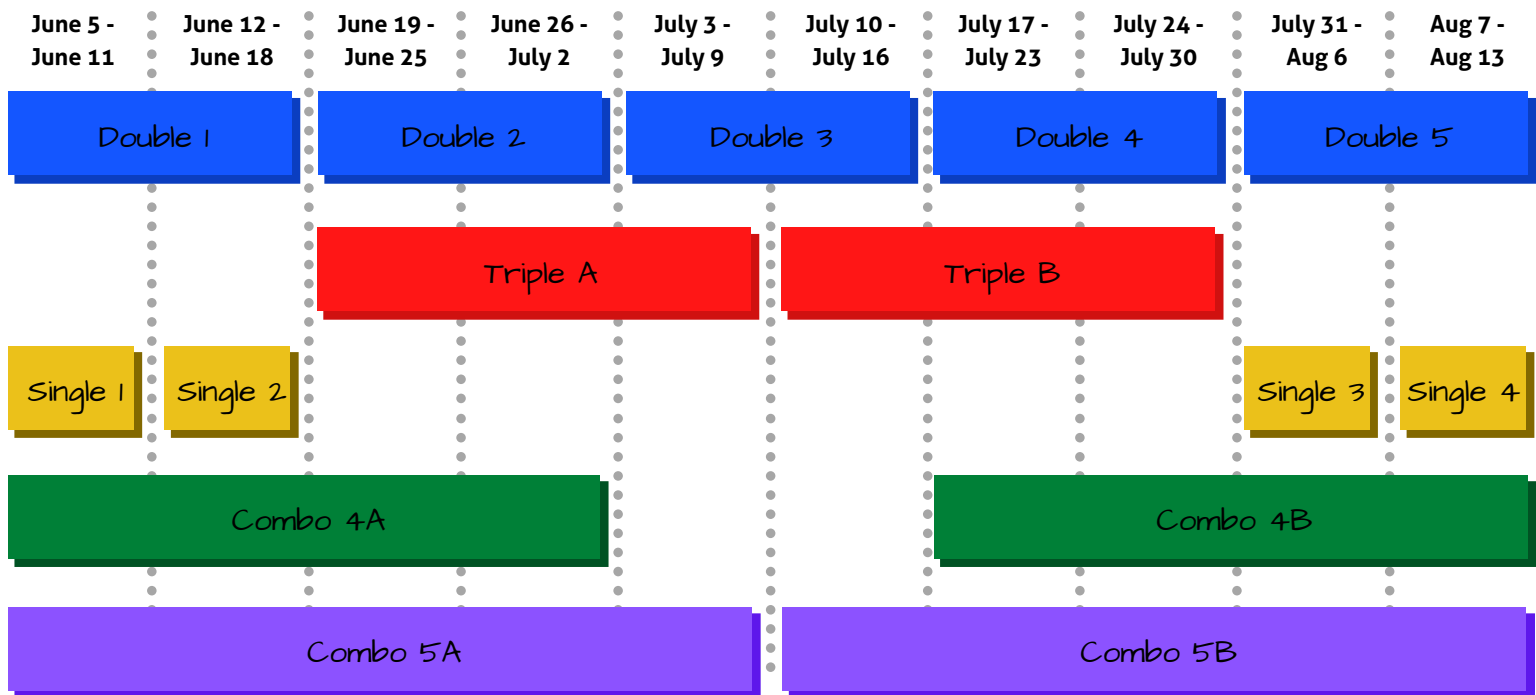 June 5 -
June 11
June 12 -
June 18
June 19 -
June 25
June 26 -
July 2
July 3 -
July 9
July 10 -
July 16
July 17 -
July 23
July 24 -
July 30
July 31 -
Aug 6
Aug 7 -
Aug 13
Double 1
Double 2
Double 3
Double 4
Double 5
Triple A
Triple B
Single 1
Single 2
Single 3
Single 4
Combo 4A
Combo 4B
Combo 5A
Combo 5B